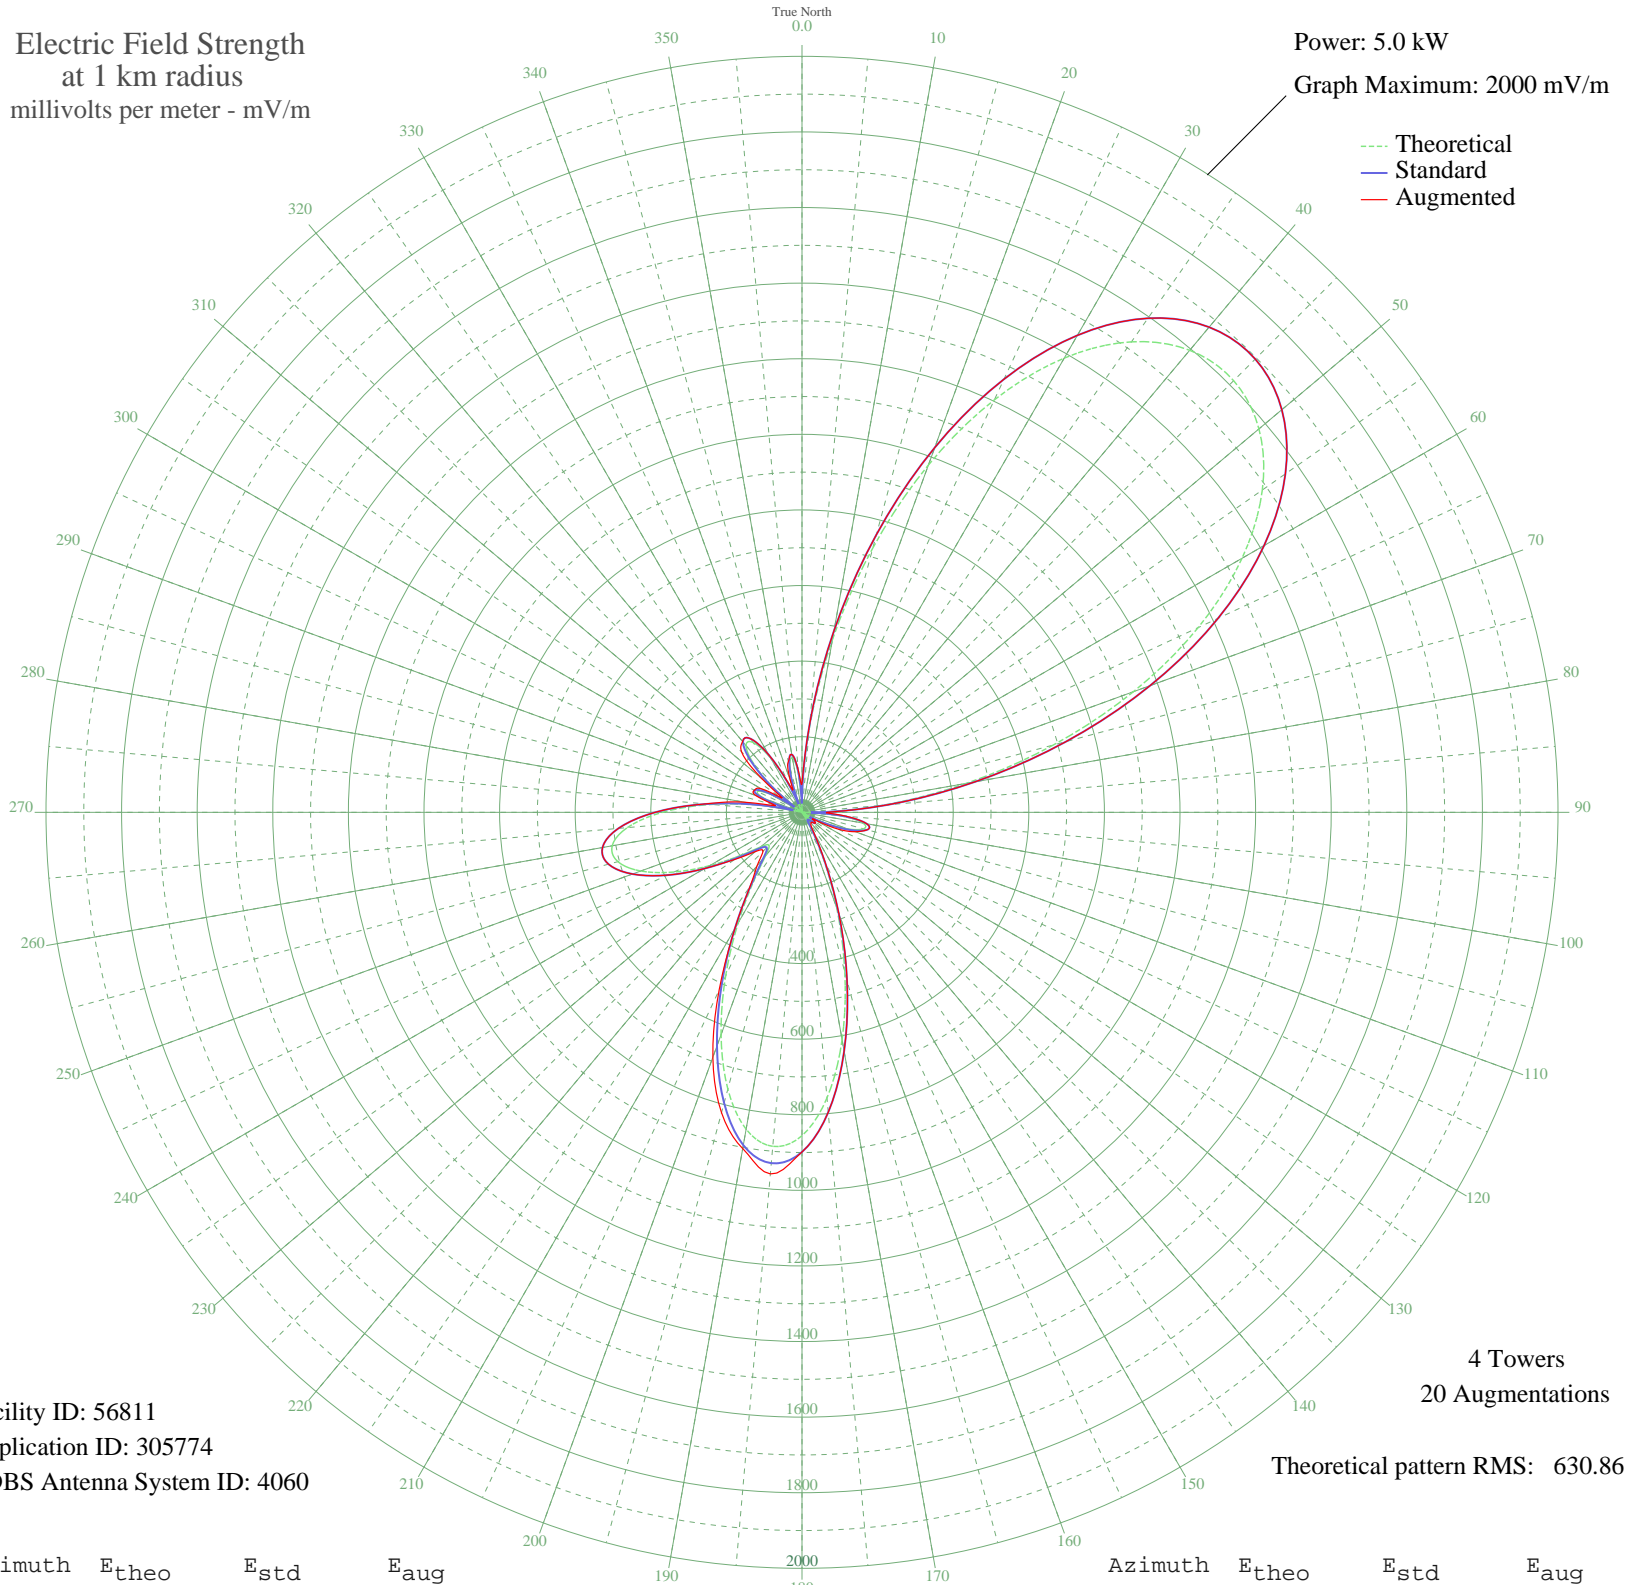 True North
0.0
Electric Field Strength
at 1 km radius
millivolts per meter - mV/m
Power: 5.0 kW
Graph Maximum: 2000 mV/m
Theoretical
Standard
Augmented
10
20
30
40
50
60
70
80
90
100
110
120
130
140
150
160
170
190
200
210
220
230
240
250
260
270
280
290
300
310
320
330
340
350
400
600
800
1000
1200
1400
1600
1800
2000
4 Towers
20 Augmentations
Theoretical pattern RMS: 630.86
cility ID: 56811
plication ID: 305774
DBS Antenna System ID: 4060
imuth Etheo Estd Eaug
Azimuth Etheo Estd Eaug